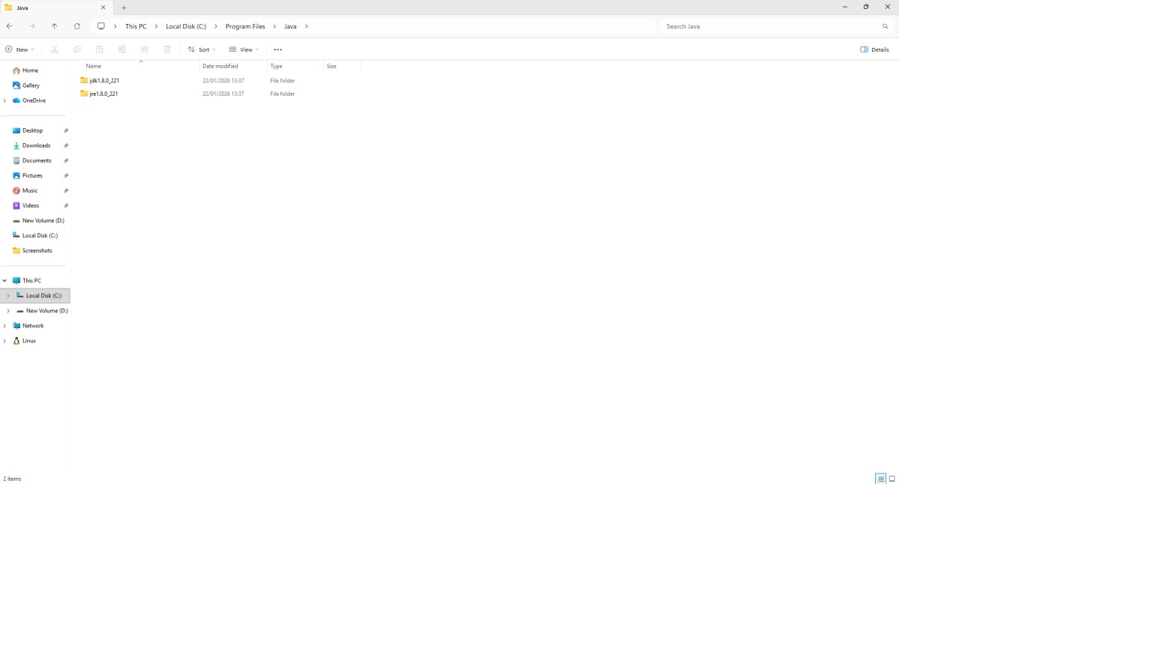 Java
This PC > Local Disk (C:) > Program Files > Java >
Search Java
New
Sort
View
Details
Name
Date modified
Type
Size
jdk1.8.0_221
22/01/2026 13:37
File folder
jre1.8.0_221
22/01/2026 13:37
File folder
Home
Gallery
OneDrive
Desktop
Downloads
Documents
Pictures
Music
Videos
New Volume (D:)
Local Disk (C:)
Screenshots
This PC
Local Disk (C:)
New Volume (D:)
Network
Linux
2 items